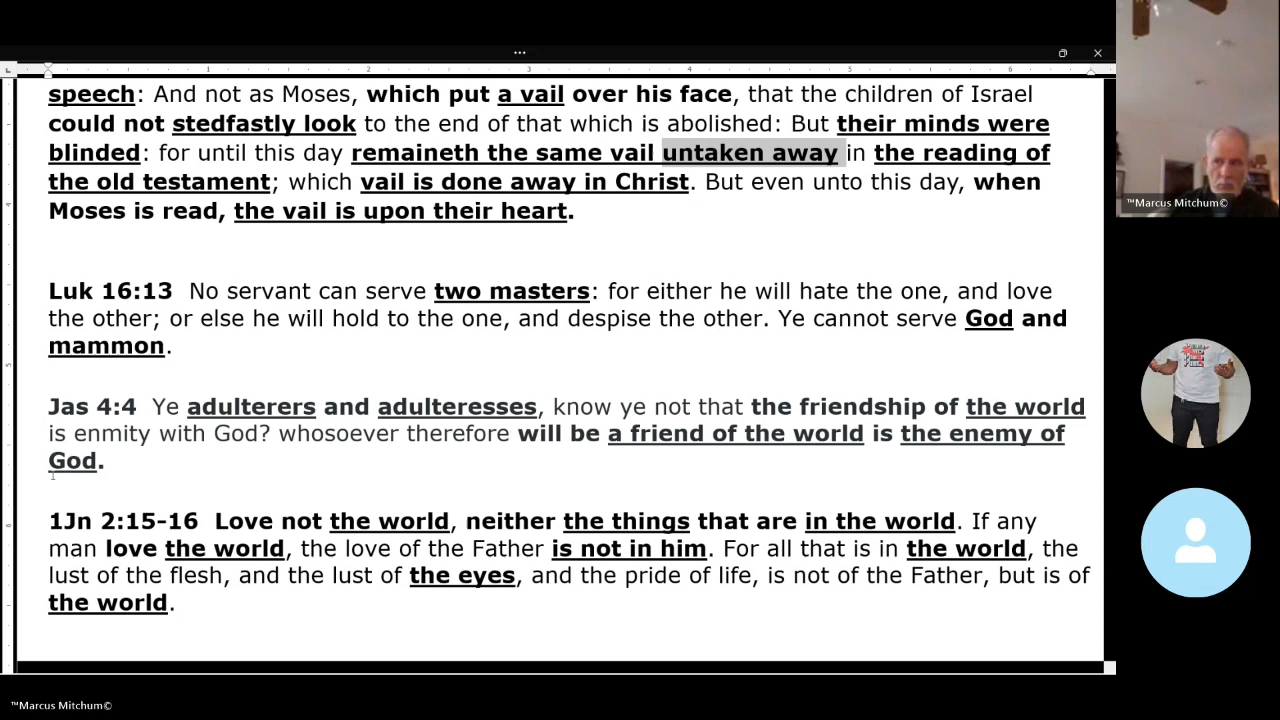 speech: And not as Moses, which put a vail over his face, that the children of Israel
could not stedfastly look to the end of that which is abolished: But their minds were
blinded: for until this day remaineth the same vail untaken away in the reading of
the old testament; which vail is done away in Christ. But even unto this day, when
Moses is read, the vail is upon their heart.
Luk 16:13 No servant can serve two masters: for either he will hate the one, and love
the other; or else he will hold to the one, and despise the other. Ye cannot serve God and
mammon.
Jas 4:4 Ye adulterers and adulteresses, know ye not that the friendship of the world
is enmity with God? whosoever therefore will be a friend of the world is the enemy of
God.
1Jn 2:15-16 Love not the world, neither the things that are in the world. If any
man love the world, the love of the Father is not in him. For all that is in the world, the
lust of the flesh, and the lust of the eyes, and the pride of life, is not of the Father, but is of
the world.
1 2 3 4 5 6
4
5
6
™Marcus Mitchum©
™Marcus Mitchum©